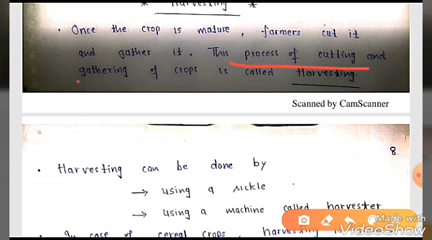 * Harvesting *
• Once the crop is mature, farmers cut it
and gather it. This process of cutting and
gathering of crops is called Harvesting
Scanned by CamScanner
8.
• Harvesting can be done by
→ using a sickle
→ using a machine called harvester
• In case of cereal crops, harvesting
Made with
VideoShow